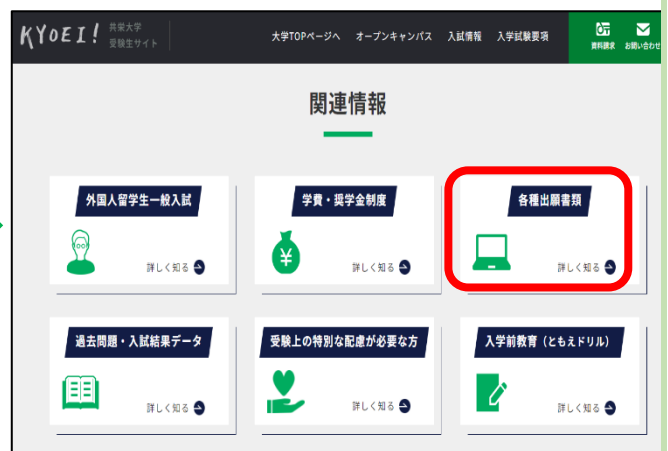 KYOEI!
共栄大学
受験生サイト
大学TOPページへ オープンキャンパス 入試情報 入学試験要項
資料請求 お問い合わせ
関連情報
外国人留学生一般入試
詳しく知る
学費・奨学金制度
¥
詳しく知る
各種出願書類
詳しく知る
過去問題・入試結果データ
詳しく知る
受験上の特別な配慮が必要な方
詳しく知る
入学前教育（ともえドリル）
詳しく知る